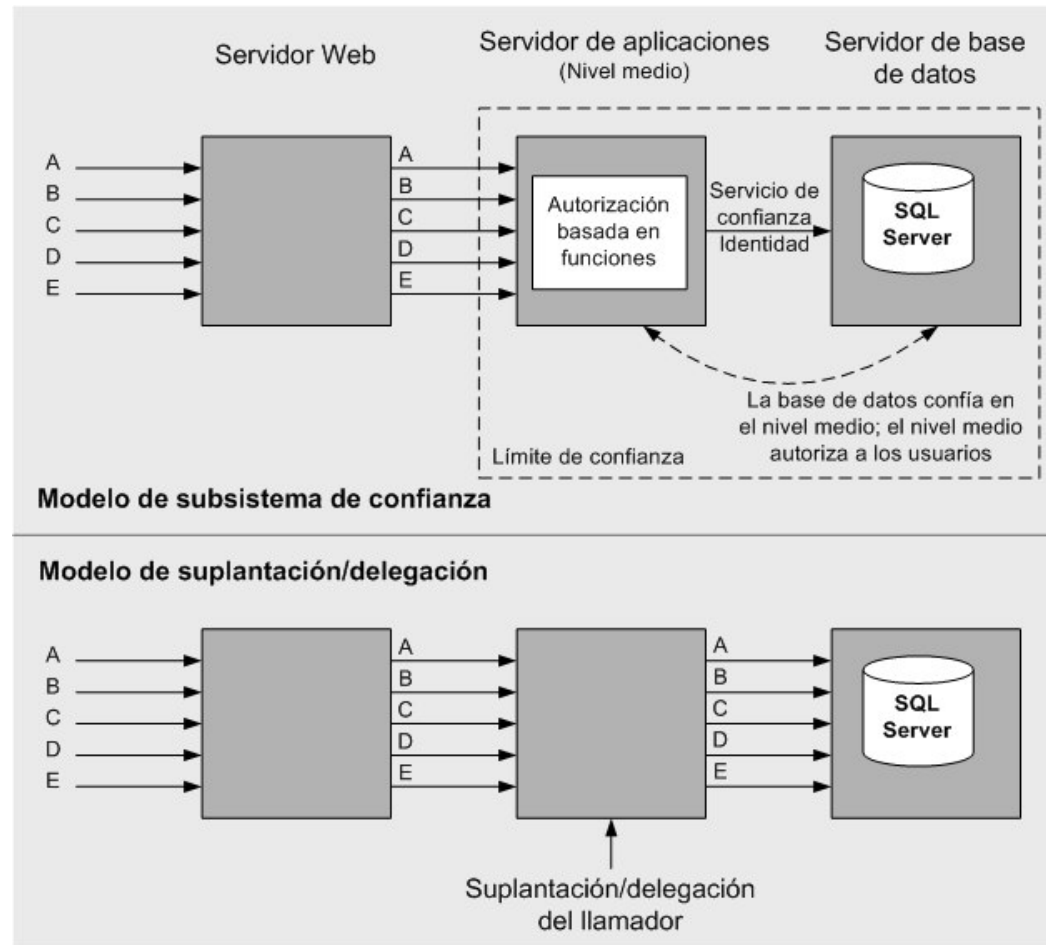 Servidor Web
Servidor de aplicaciones
(Nivel medio)
Servidor de base
de datos
A
B
C
D
E
A
B
C
D
E
Autorización
basada en
funciones
Servicio de
confianza
Identidad
SQL
Server
La base de datos confía en
el nivel medio; el nivel medio
autoriza a los usuarios
Límite de confianza
Modelo de subsistema de confianza
Modelo de suplantación/delegación
A
B
C
D
E
A
B
C
D
E
A
B
C
D
E
SQL
Server
Suplantación/delegación
del llamador